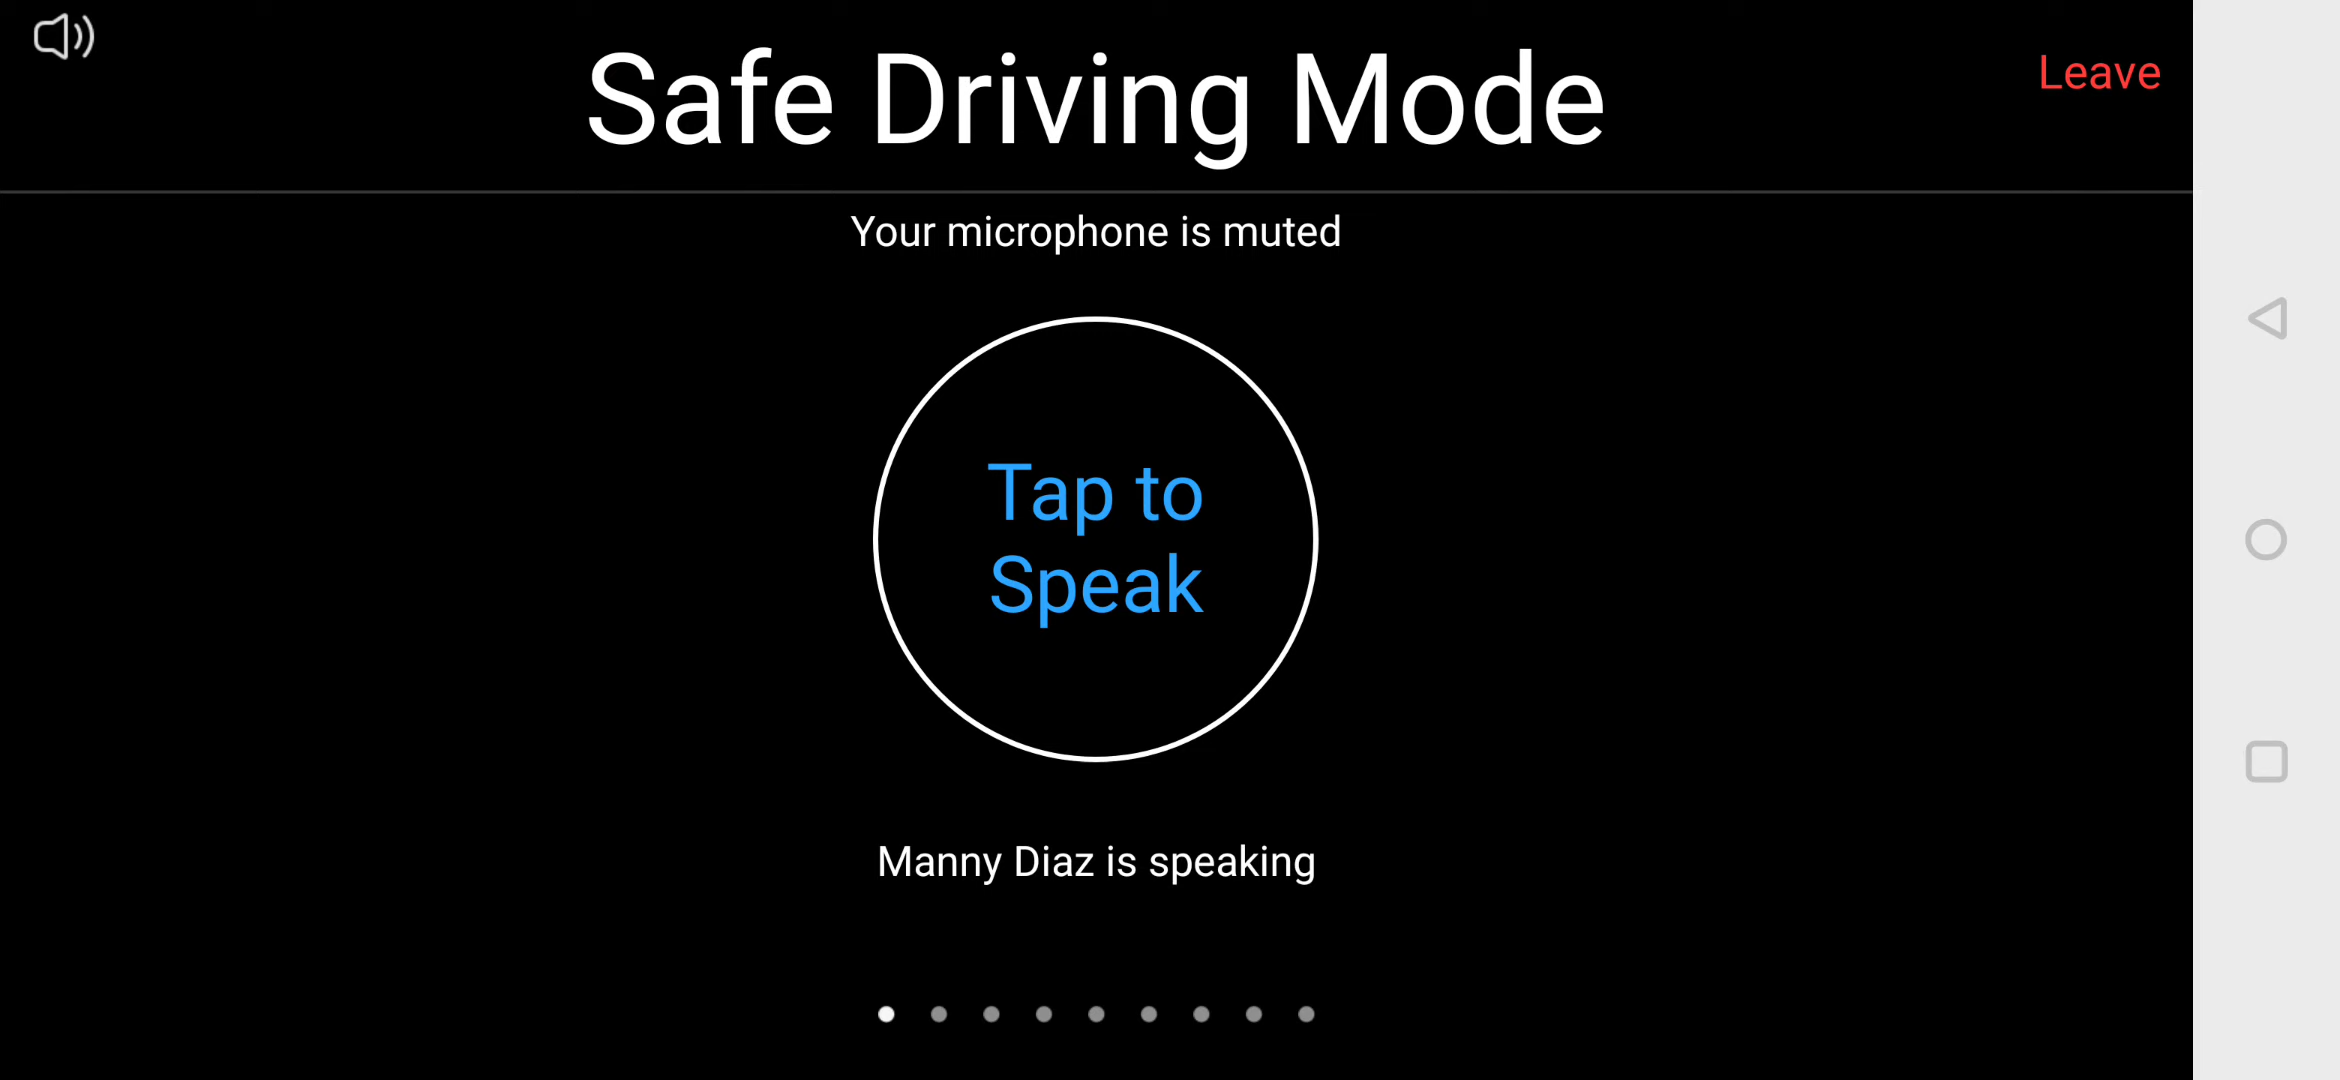 Safe Driving Mode
Leave
Your microphone is muted
Tap to
Speak
Manny Diaz is speaking